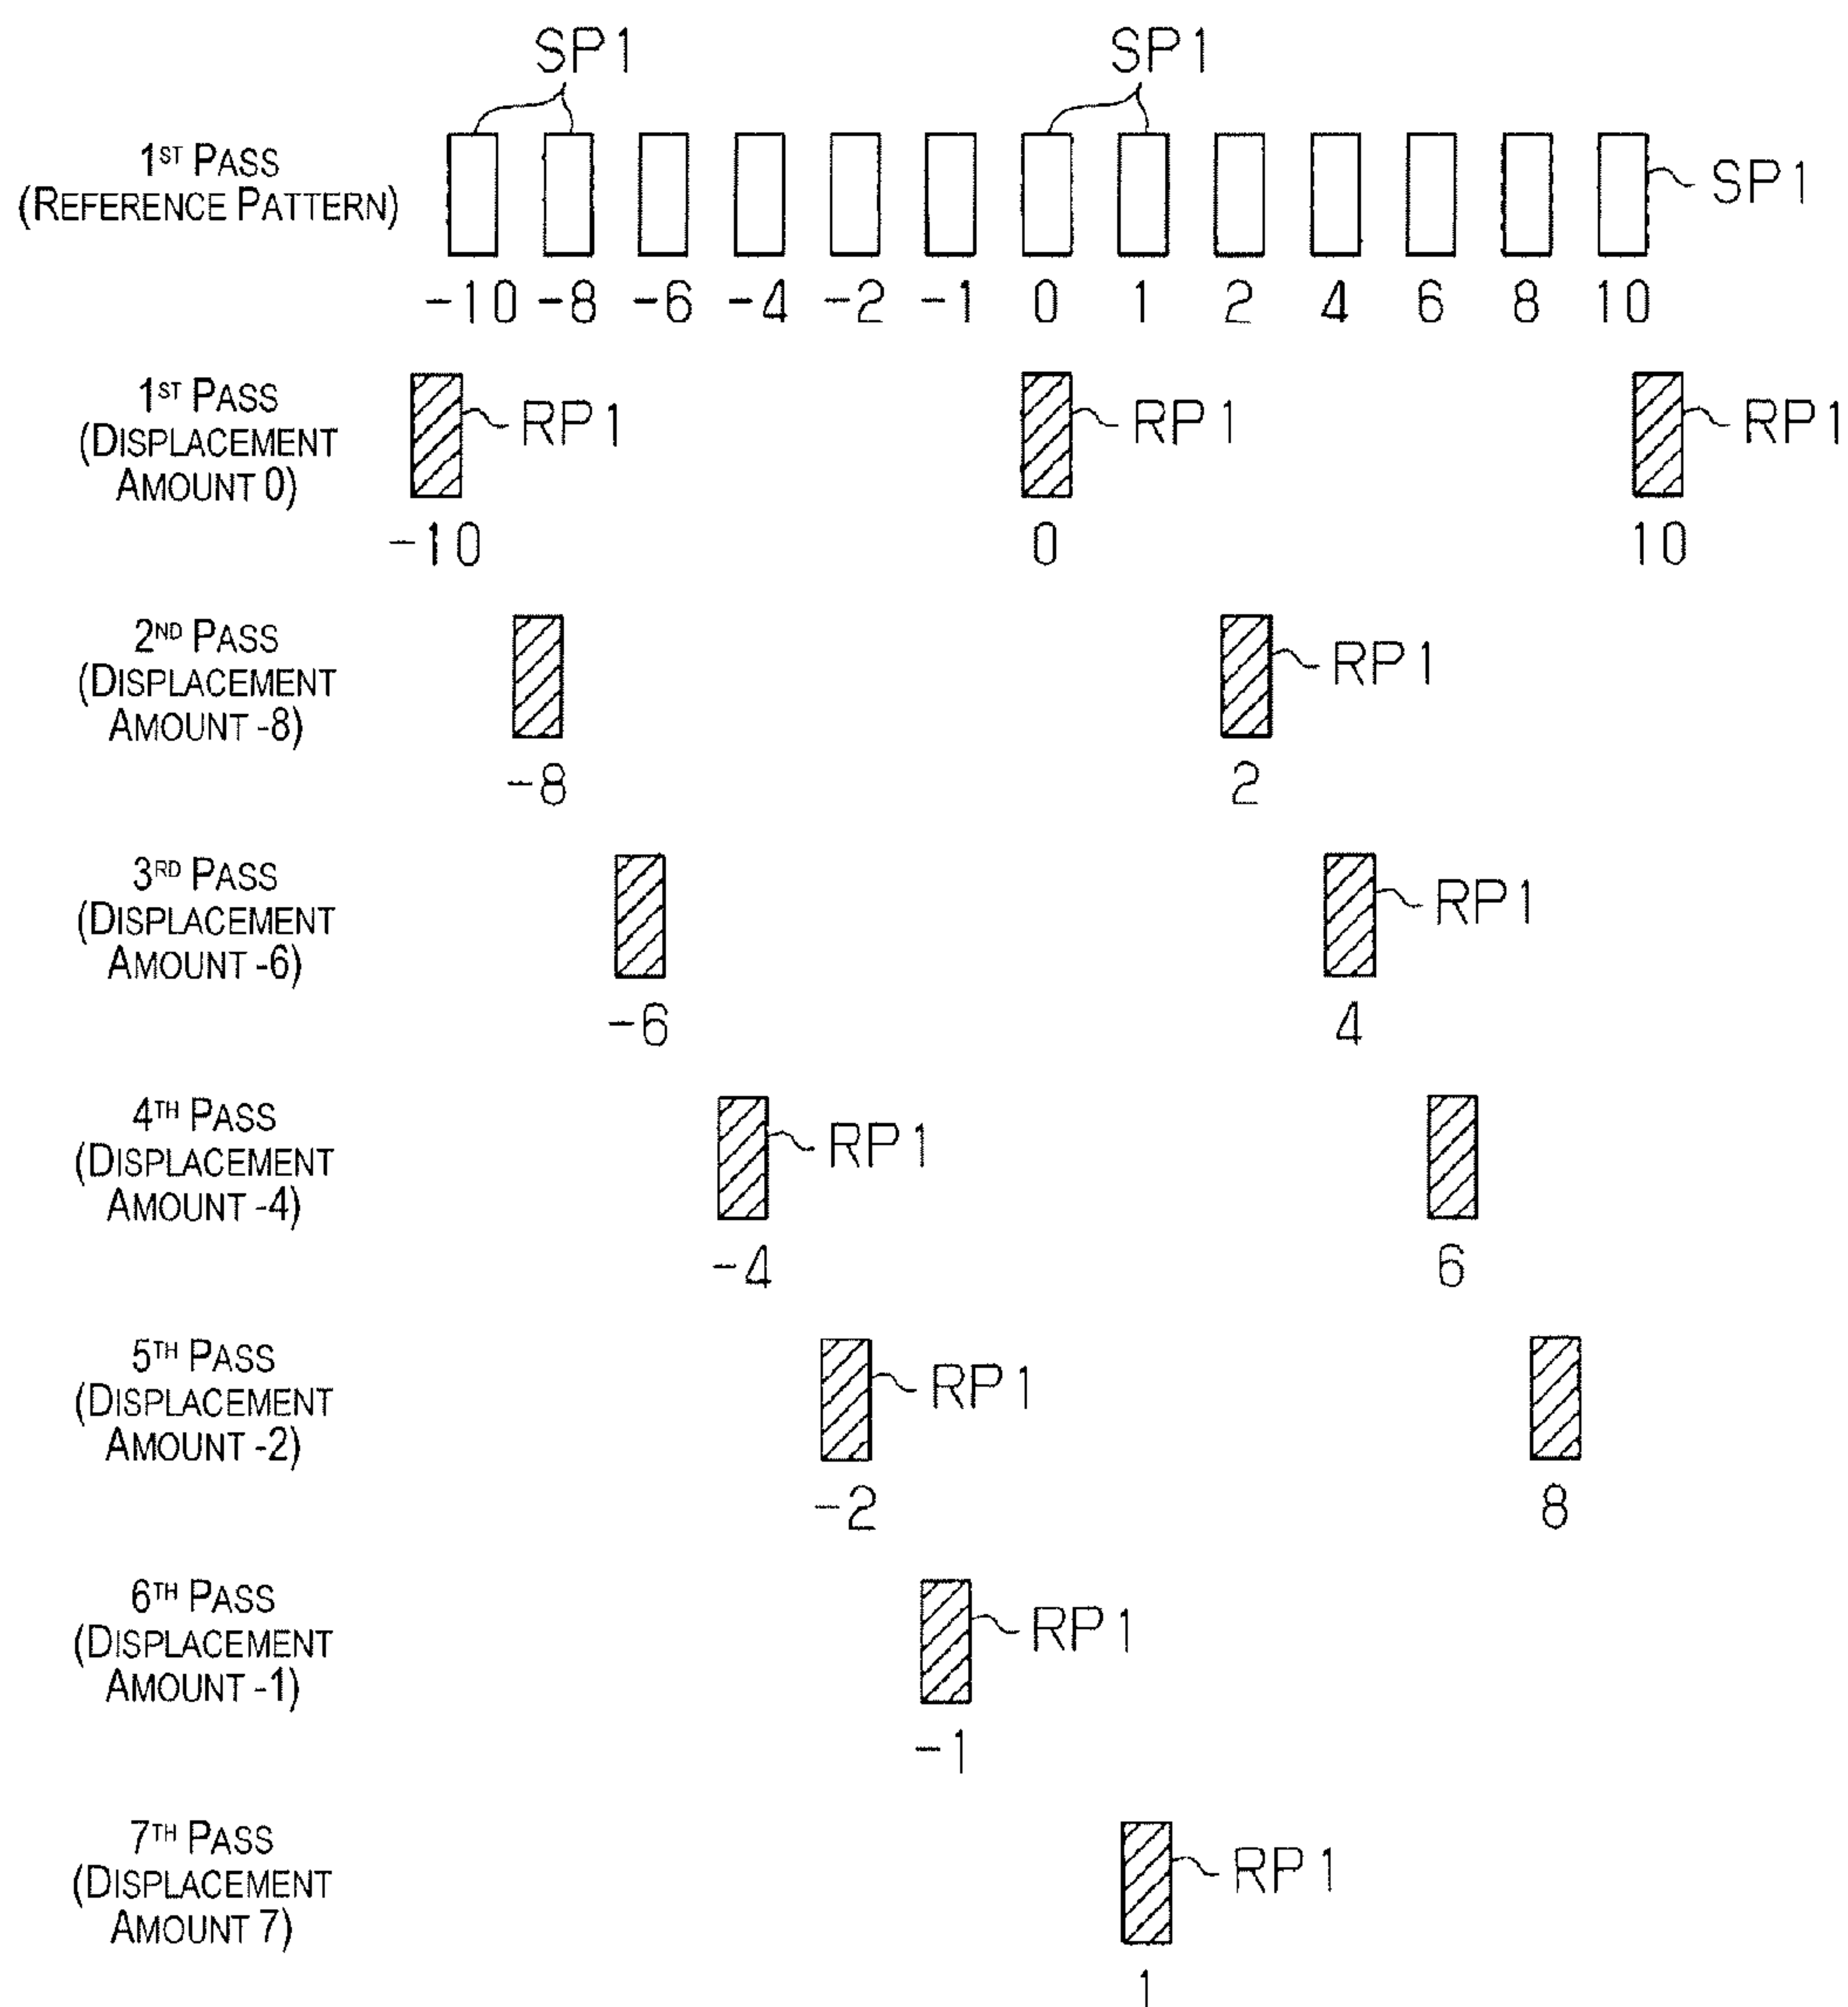 SP1 SP1
1ST PASS
(REFERENCE PATTERN)
SP1
-10 -8 -6 -4 -2 -1 0 1 2 4 6 8 10
1ST PASS
(DISPLACEMENT
AMOUNT 0)
RP1 RP1 RP1
-10 0 10
2ND PASS
(DISPLACEMENT
AMOUNT -8)
RP1
-8 2
3RD PASS
(DISPLACEMENT
AMOUNT -6)
RP1
-6 4
4TH PASS
(DISPLACEMENT
AMOUNT -4)
RP1
-4 6
5TH PASS
(DISPLACEMENT
AMOUNT -2)
RP1
-2 8
6TH PASS
(DISPLACEMENT
AMOUNT -1)
RP1
-1
7TH PASS
(DISPLACEMENT
AMOUNT 7)
RP1
1